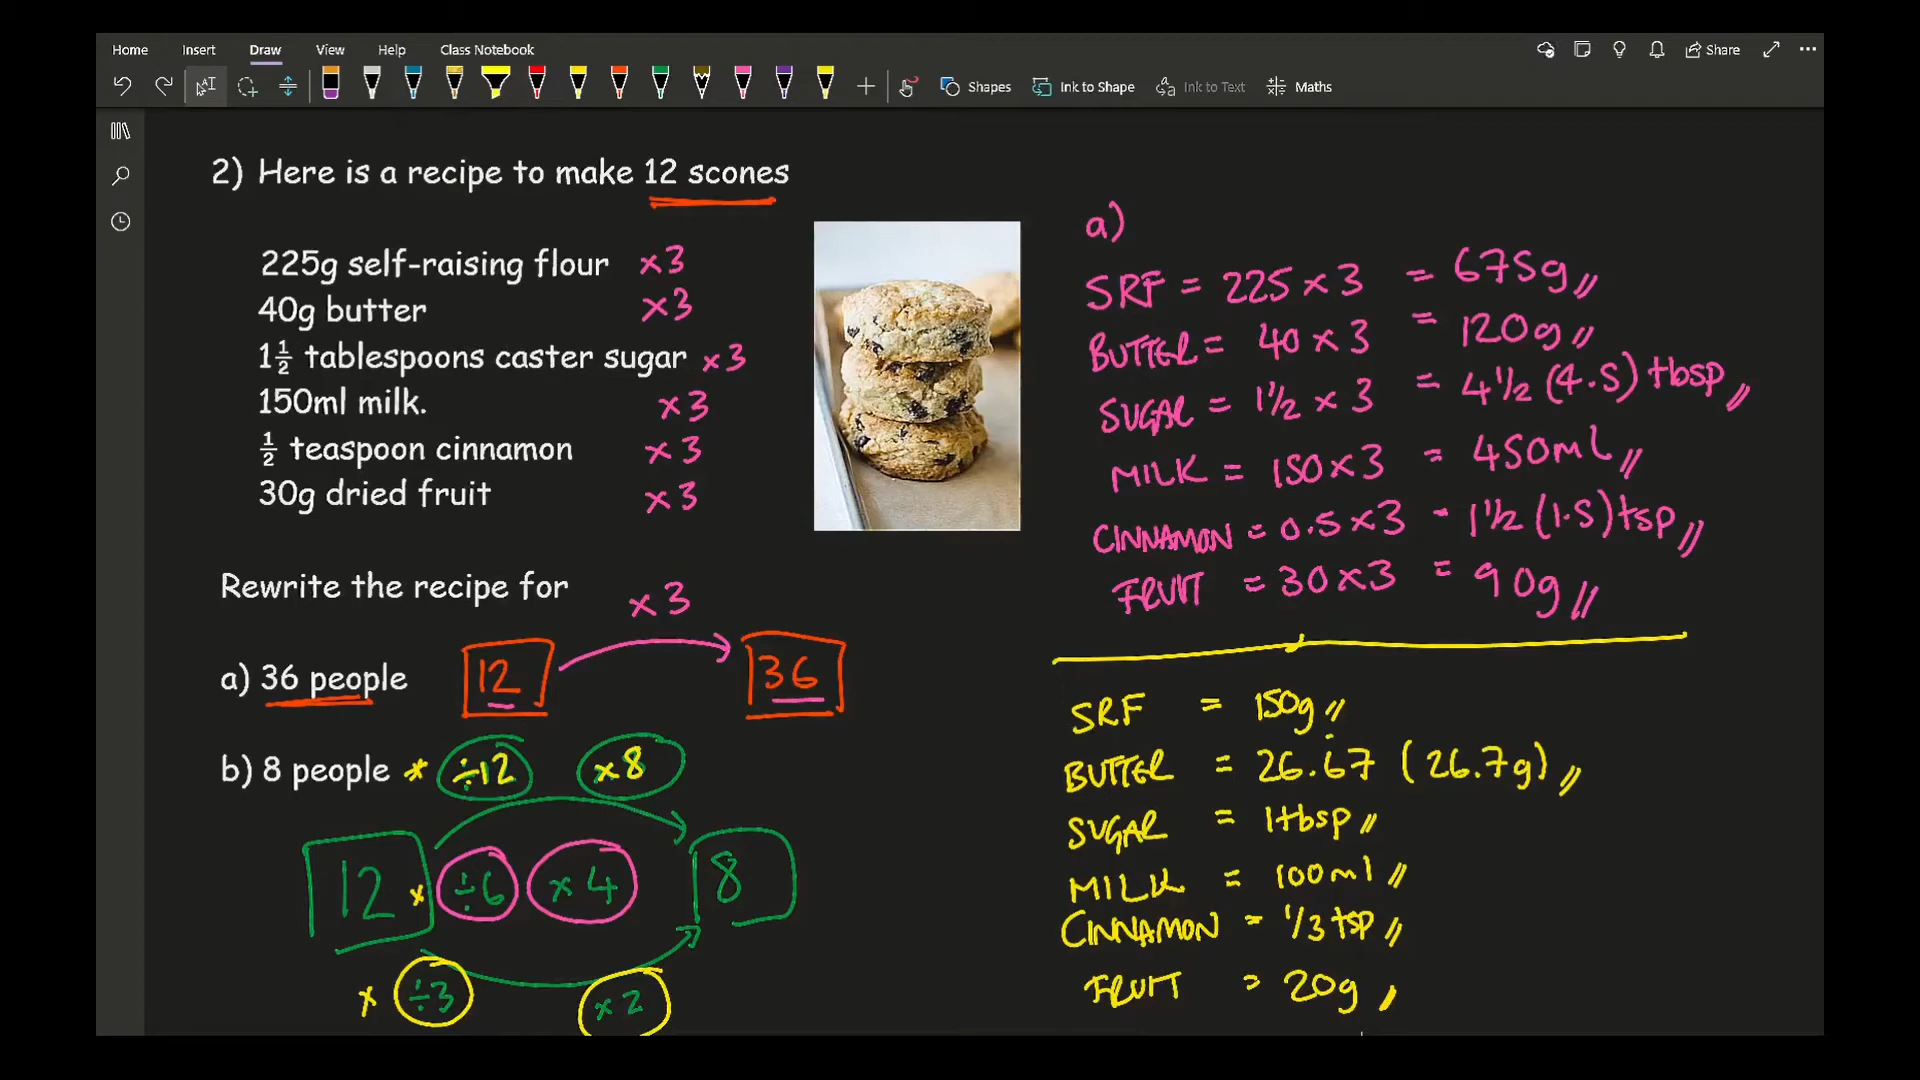 Home Insert Draw View Help Class Notebook Share
Shapes Ink to Shape Ink to Text Maths
2) Here is a recipe to make 12 scones
225g self-raising flour ×3
40g butter ×3
1½ tablespoons caster sugar ×3
150ml milk. ×3
½ teaspoon cinnamon ×3
30g dried fruit ×3
Rewrite the recipe for
×3
a) 36 people 12 36
b) 8 people * ÷12 ×8
12 × ÷6 ×4 8
× ÷3 ×2
a)
SRF = 225×3 = 675g
BUTTER = 40×3 = 120g
SUGAR = 1½ × 3 = 4½ (4.5) tbsp
MILK = 150×3 = 450ml
CINNAMON = 0.5×3 = 1½ (1.5) tsp
FRUIT = 30×3 = 90g
SRF = 150g
BUTTER = 26.67 (26.7g)
SUGAR = 1tbsp
MILK = 100ml
CINNAMON = 1/3 tsp
FRUIT = 20g